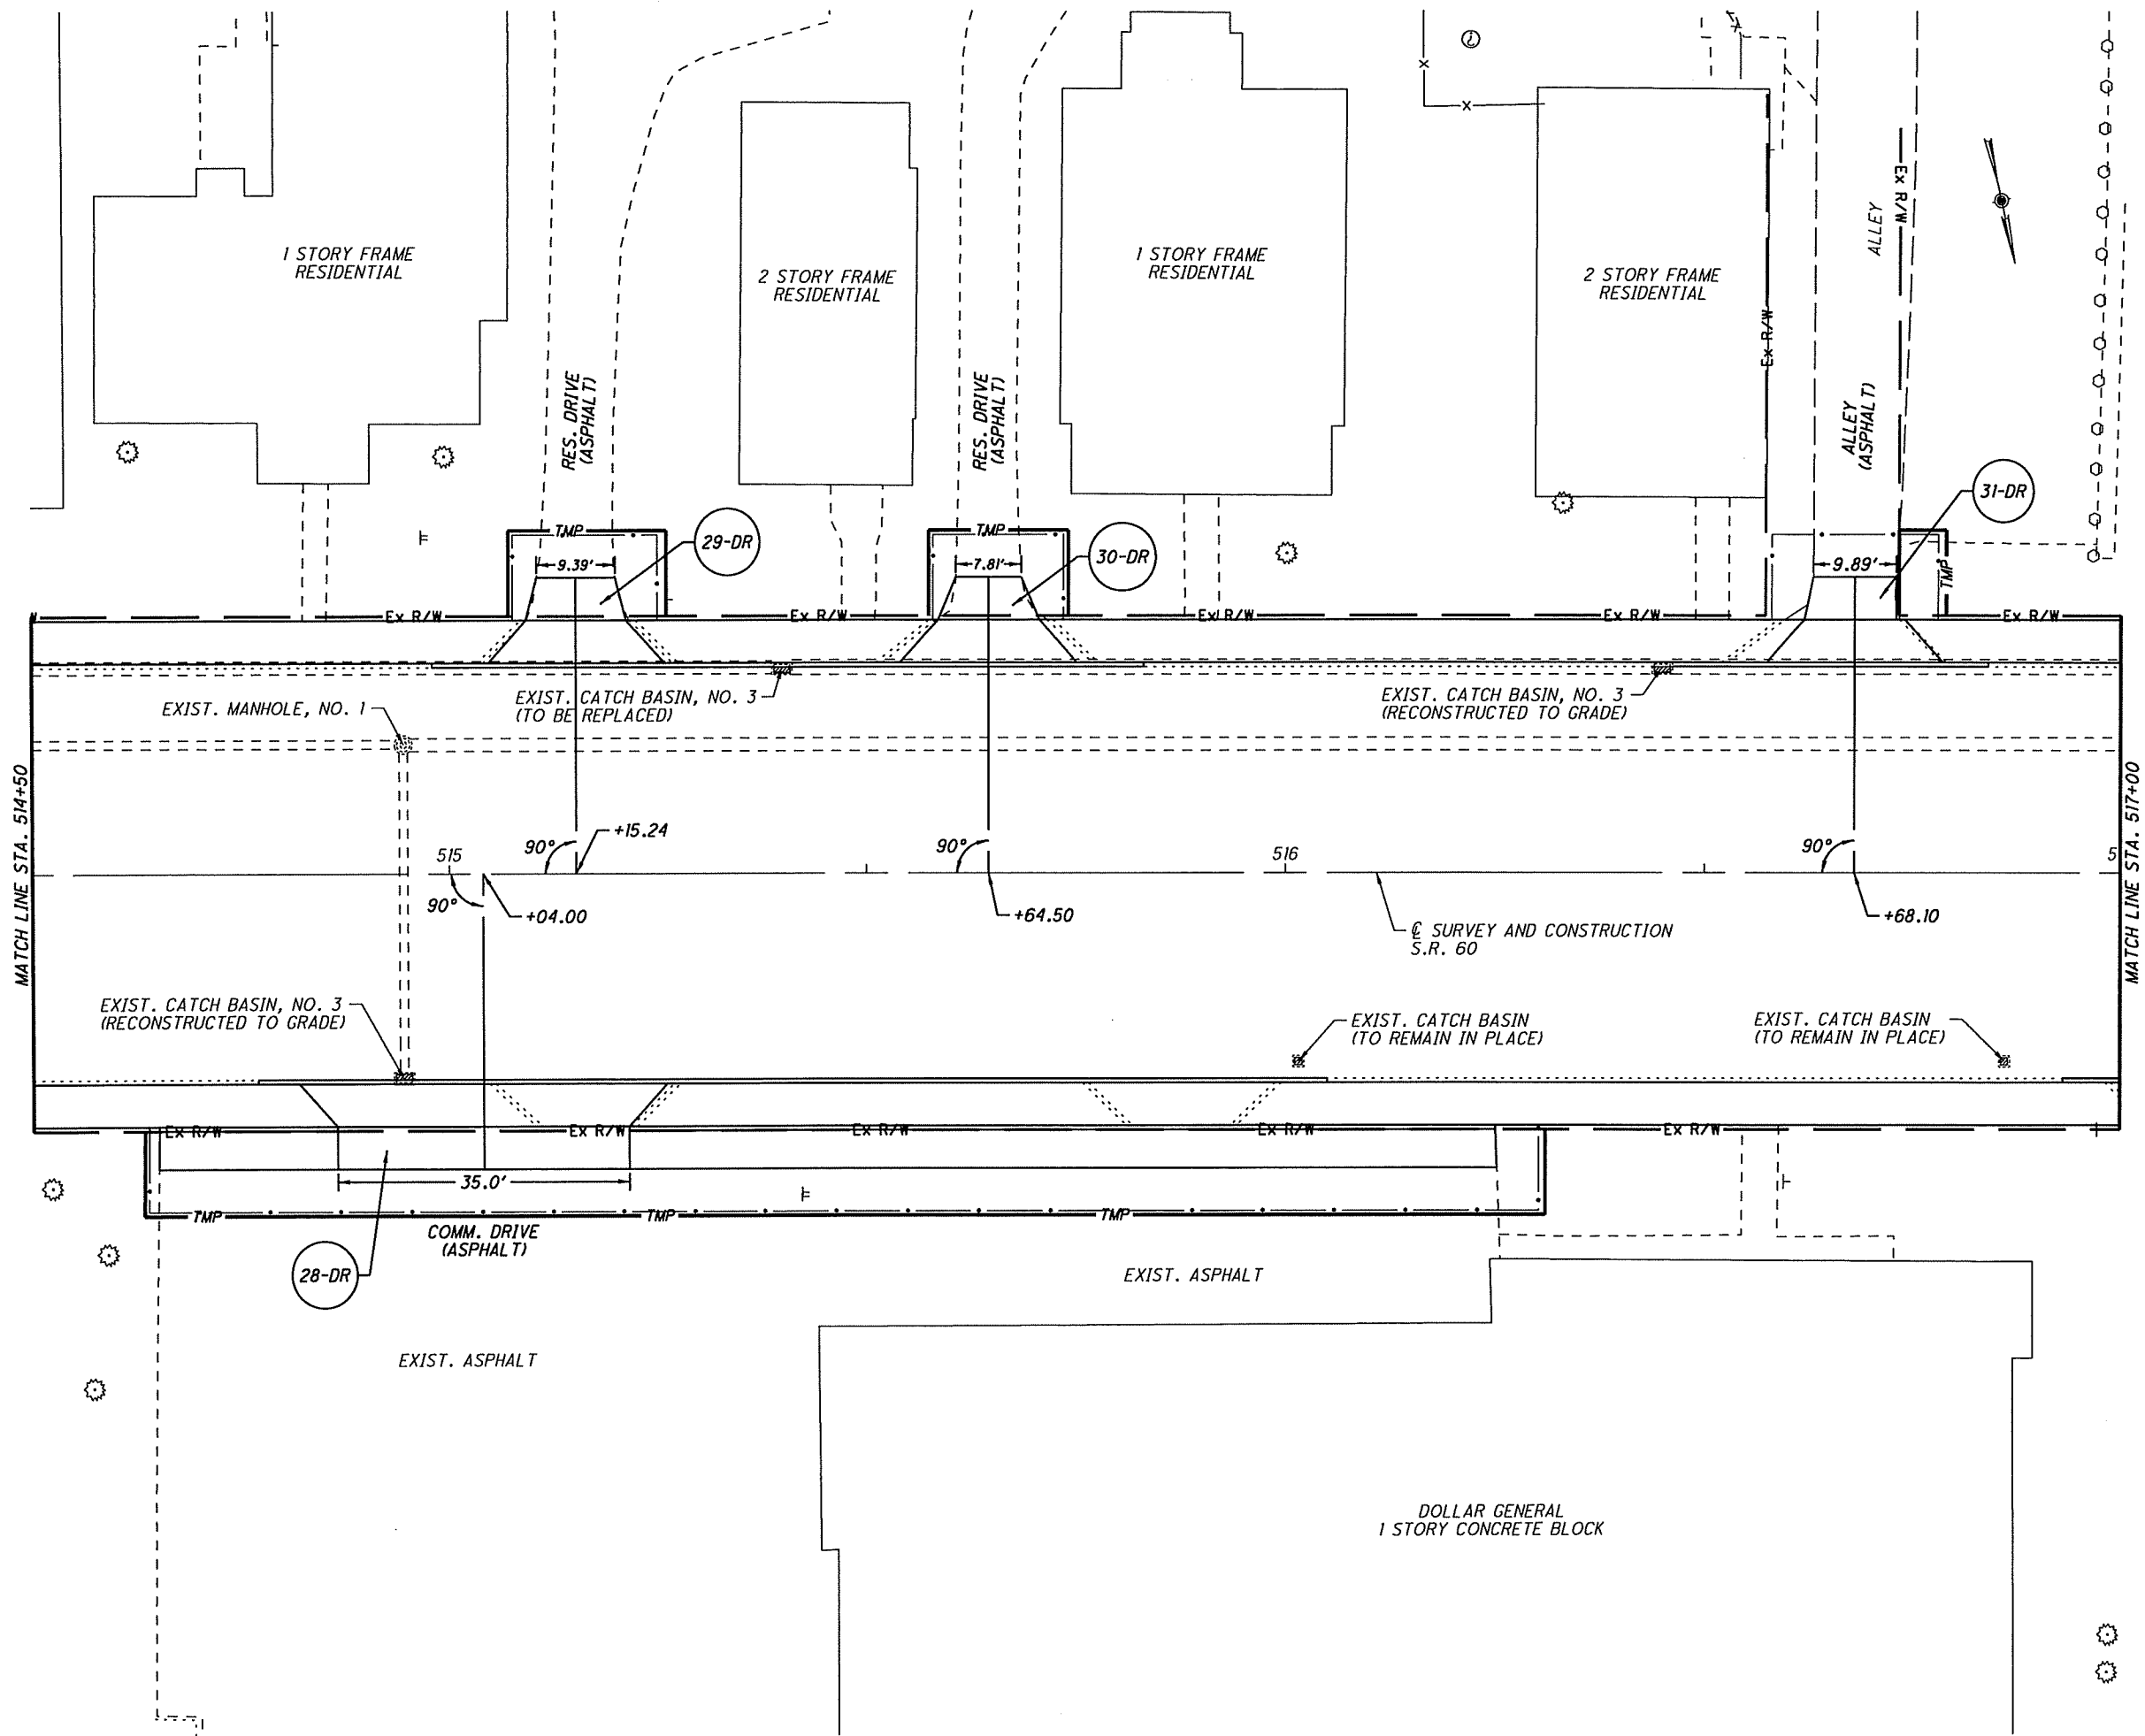 1 STORY FRAME
RESIDENTIAL
2 STORY FRAME
RESIDENTIAL
1 STORY FRAME
RESIDENTIAL
2 STORY FRAME
RESIDENTIAL
Ex R/W
Ex R/W
ALLEY
RES. DRIVE
(ASPHALT)
RES. DRIVE
(ASPHALT)
ALLEY
(ASPHALT)
29-DR
30-DR
31-DR
TMP
TMP
TMP
9.39'
7.81'
9.89'
Ex R/W
Ex R/W
Ex R/W
Ex R/W
Ex R/W
EXIST. MANHOLE, NO. 1
EXIST. CATCH BASIN, NO. 3
(TO BE REPLACED)
EXIST. CATCH BASIN, NO. 3
(RECONSTRUCTED TO GRADE)
MATCH LINE STA. 514+50
MATCH LINE STA. 517+00
515
90°
+15.24
90°
516
90°
5
90°
+04.00
+64.50
+68.10
℄ SURVEY AND CONSTRUCTION
S.R. 60
EXIST. CATCH BASIN, NO. 3
(RECONSTRUCTED TO GRADE)
EXIST. CATCH BASIN
(TO REMAIN IN PLACE)
EXIST. CATCH BASIN
(TO REMAIN IN PLACE)
Ex R/W
Ex R/W
Ex R/W
Ex R/W
Ex R/W
35.0'
TMP
TMP
TMP
COMM. DRIVE
(ASPHALT)
28-DR
EXIST. ASPHALT
EXIST. ASPHALT
DOLLAR GENERAL
1 STORY CONCRETE BLOCK